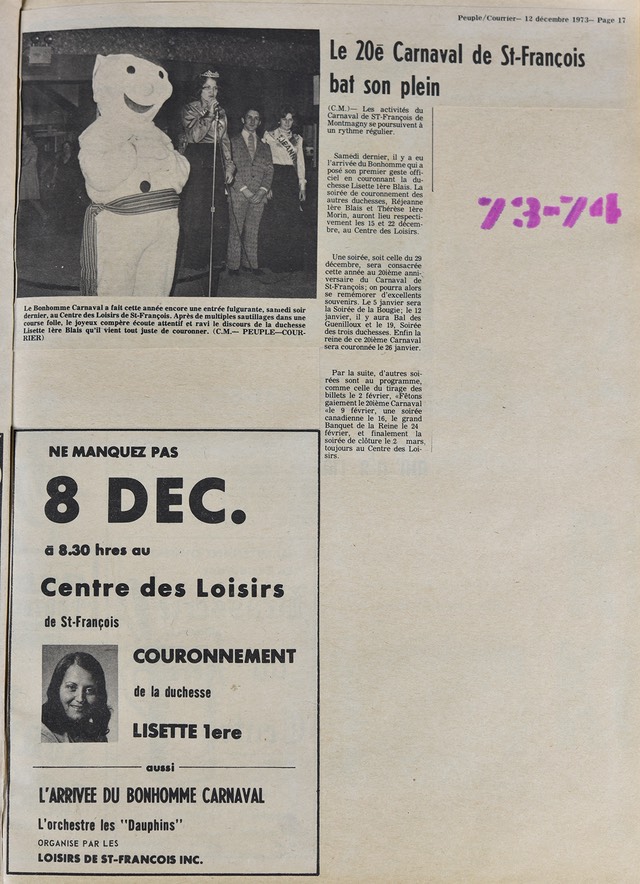 Peuple/Courrier— 12 décembre 1973— Page 17
Le 20e Carnaval de St-François
bat son plein
73-74
(C.M.)— Les activités du
Carnaval de ST-François de
Montmagny se poursuivent à
un rythme régulier.
Samedi dernier, il y a eu
l'arrivée du Bonhomme qui a
posé son premier geste offi-
ciel en couronnant la du-
chesse Lisette 1ère Blais. La
soirée de couronnement des
autres duchesses, Réjeanne
1ère Blais et Thérèse 1ère
Morin, auront lieu respecti-
vement les 15 et 22 décem-
bre, au Centre des Loisirs.
Une soirée, soit celle du 29
décembre, sera consacrée
cette année au 20ième anni-
versaire du Carnaval de
St-François; on pourra alors
se remémorer d'excellents
souvenirs. Le 5 janvier sera
la Soirée de la Bougie; le 12
janvier, il y aura Bal des
Guenilloux et le 19, Soirée
des trois duchesses. Enfin la
reine de ce 20ième Carnaval
sera couronnée le 26 janvier.
Par la suite, d'autres soi-
rées sont au programme,
comme celle du tirage des
billets le 2 février, «Fêtons
gaiement le 20ième Carnaval
«le 9 février, une soirée
canadienne le 16, le grand
Banquet de la Reine le 24
février, et finalement la
soirée de clôture le 2 mars,
toujours au Centre des Loi-
sirs.
Le Bonhomme Carnaval a fait cette année encore une entrée fulgurante, samedi soir
dernier, au Centre des Loisirs de St-François. Après de multiples sautillages dans une
course folle, le joyeux compère écoute attentif et ravi le discours de la duchesse
Lisette 1ère Blais qu'il vient tout juste de couronner. (C.M.— PEUPLE—COUR-
RIER)
NE MANQUEZ PAS
8 DEC.
à 8.30 hres au
Centre des Loisirs
de St-François
COURONNEMENT
de la duchesse
LISETTE 1ere
aussi
L'ARRIVEE DU BONHOMME CARNAVAL
L'orchestre les "Dauphins"
ORGANISE PAR LES
LOISIRS DE ST-FRANCOIS INC.